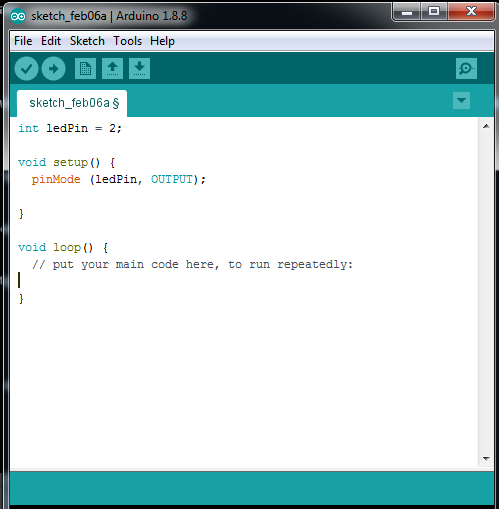 sketch_feb06a | Arduino 1.8.8
File Edit Sketch Tools Help
sketch_feb06a §
int ledPin = 2;
void setup() {
pinMode (ledPin, OUTPUT);
}
void loop() {
// put your main code here, to run repeatedly:
}